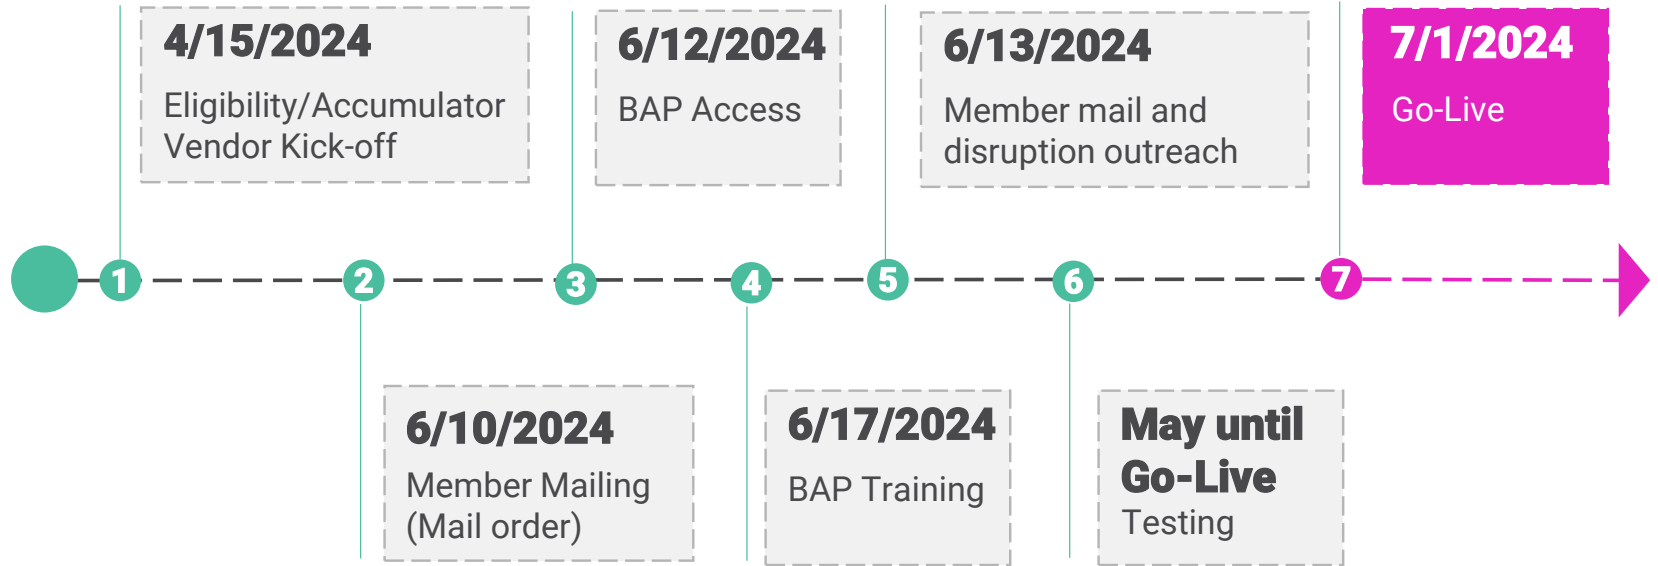 4/15/2024
Eligibility/Accumulator
Vendor Kick-off
6/12/2024
BAP Access
6/13/2024
Member mail and
disruption outreach
7/1/2024
Go-Live
1
2
3
4
5
6
7
6/10/2024
Member Mailing
(Mail order)
6/17/2024
BAP Training
May until
Go-Live
Testing